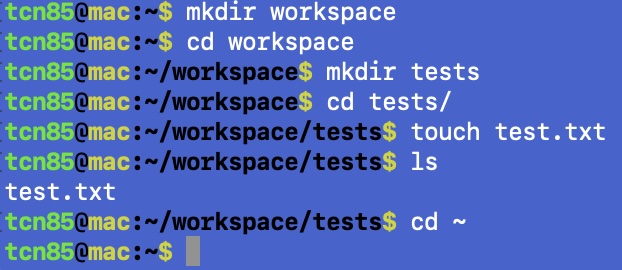 tcn85@mac:~$ mkdir workspace
tcn85@mac:~$ cd workspace
tcn85@mac:~/workspace$ mkdir tests
tcn85@mac:~/workspace$ cd tests/
tcn85@mac:~/workspace/tests$ touch test.txt
tcn85@mac:~/workspace/tests$ ls
test.txt
tcn85@mac:~/workspace/tests$ cd ~
tcn85@mac:~$